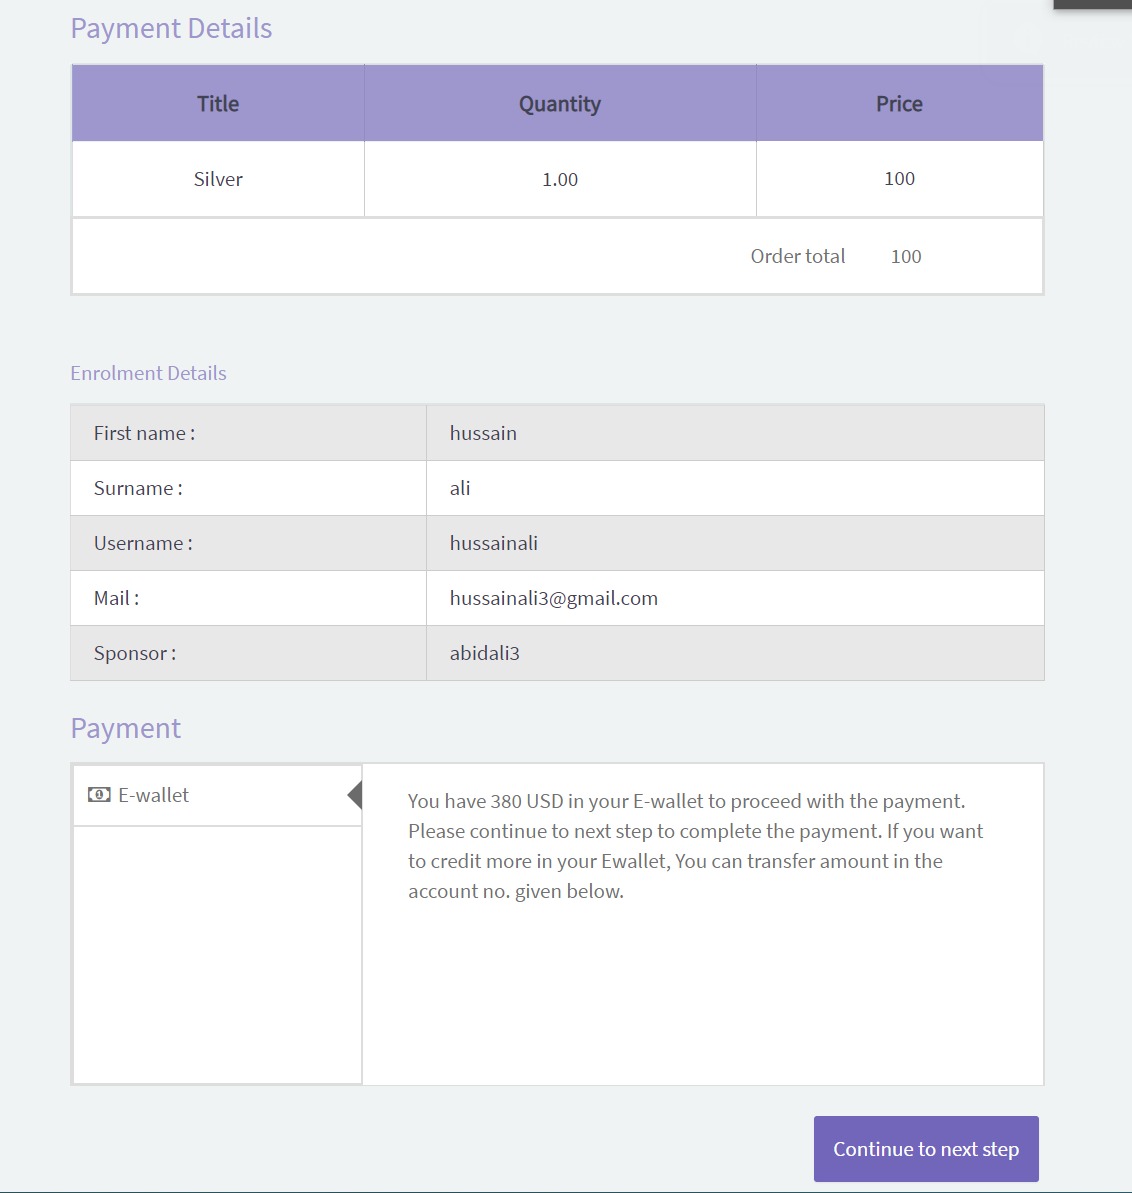 Payment Details
Title Quantity Price
Silver 1.00 100
Order total 100
Enrolment Details
First name : hussain
Surname : ali
Username : hussainali
Mail : hussainali3@gmail.com
Sponsor : abidali3
Payment
E-wallet
You have 380 USD in your E-wallet to proceed with the payment.
Please continue to next step to complete the payment. If you want
to credit more in your Ewallet, You can transfer amount in the
account no. given below.
Continue to next step